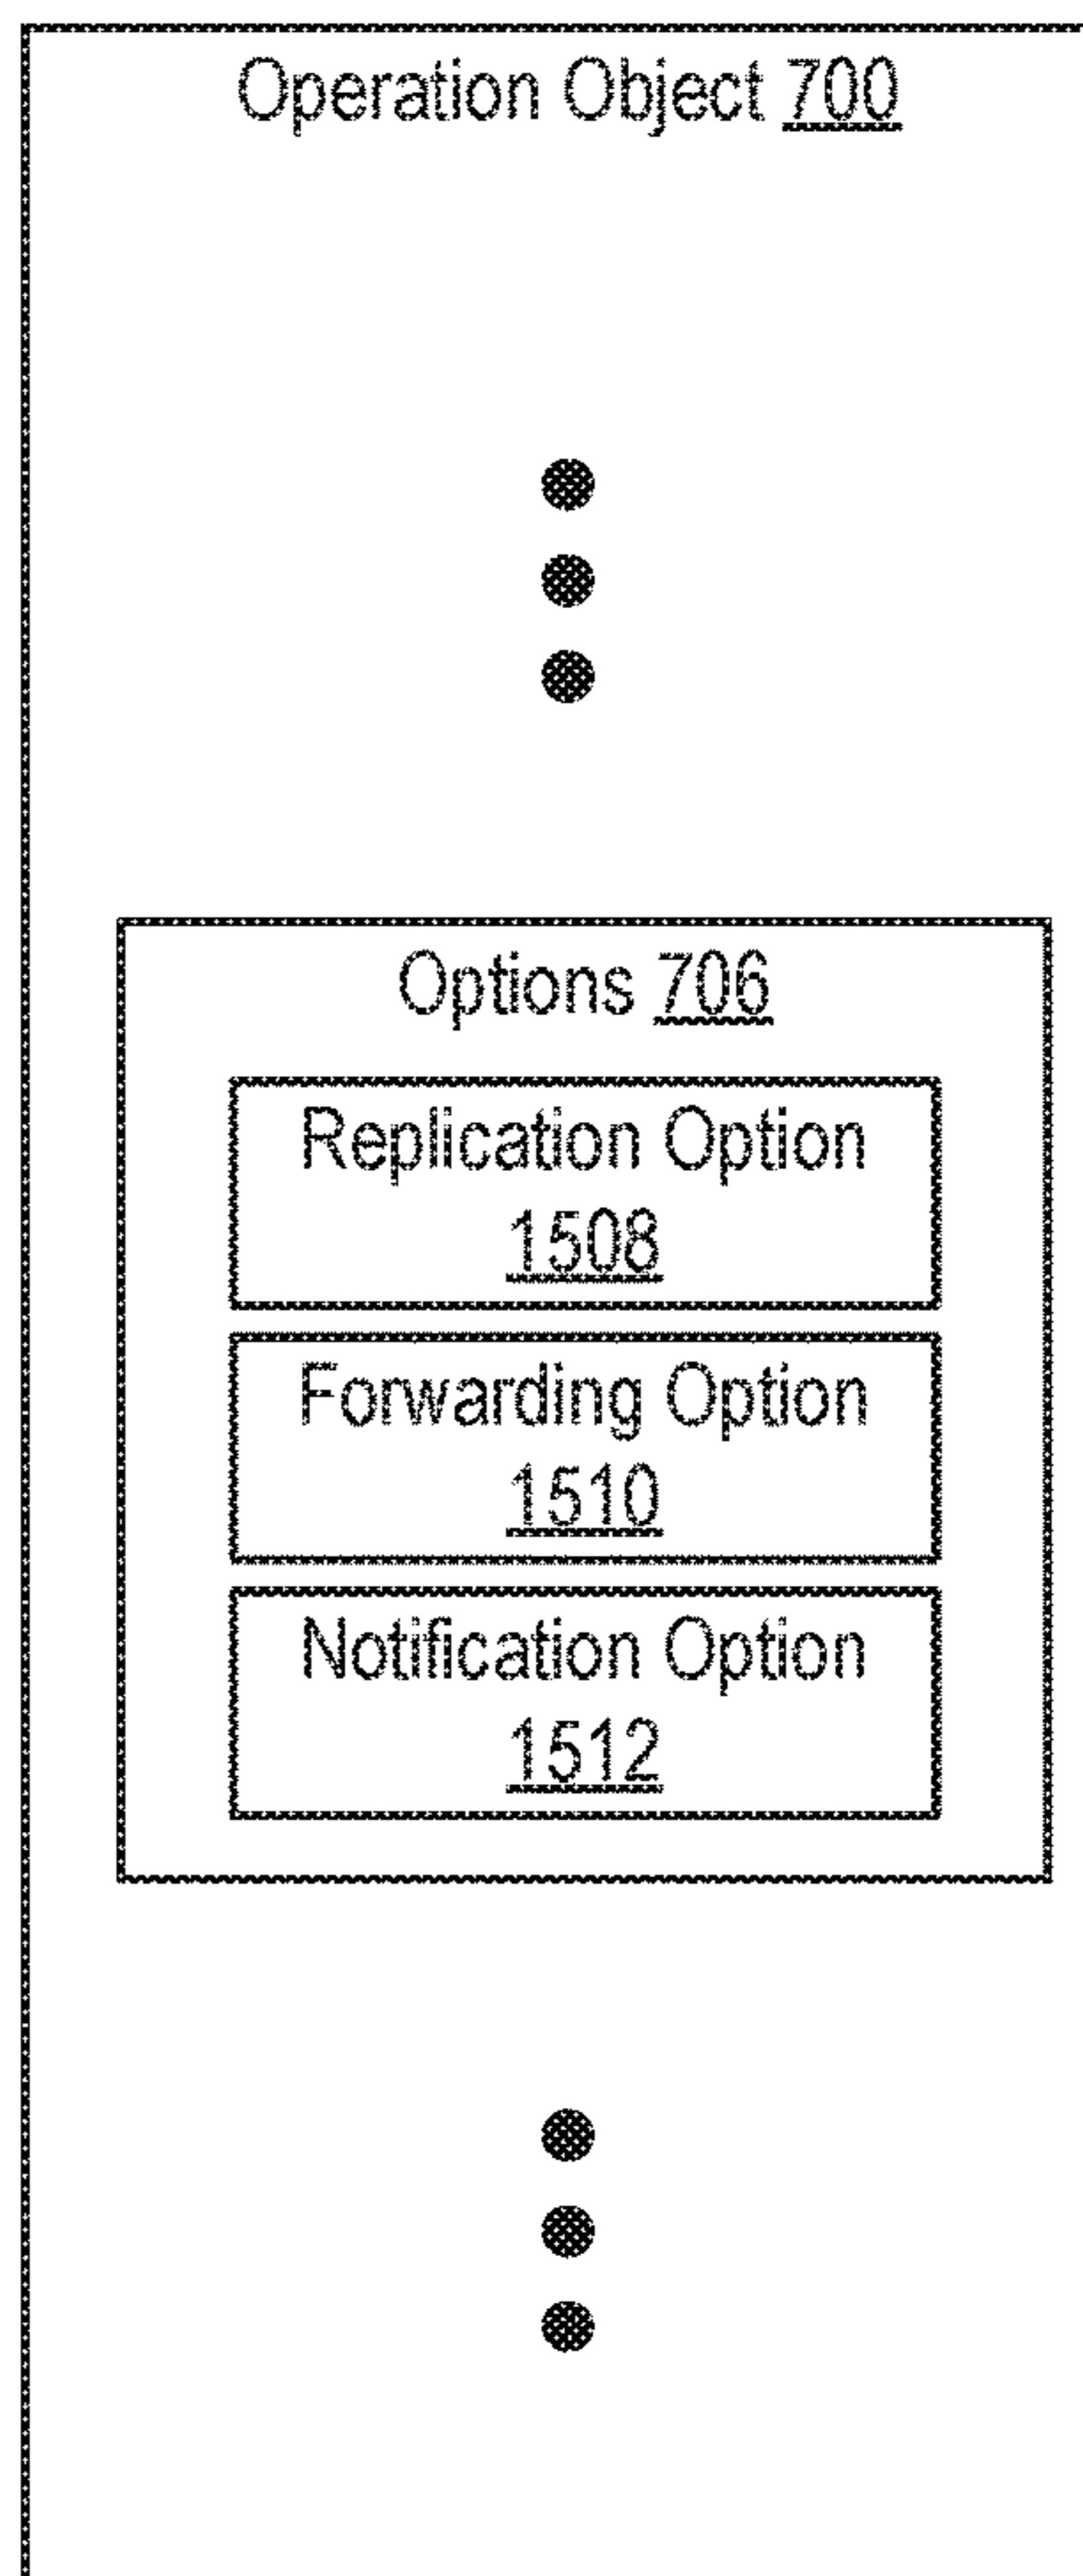 Operation Object 700
Options 706
Replication Option
1508
Forwarding Option
1510
Notification Option
1512